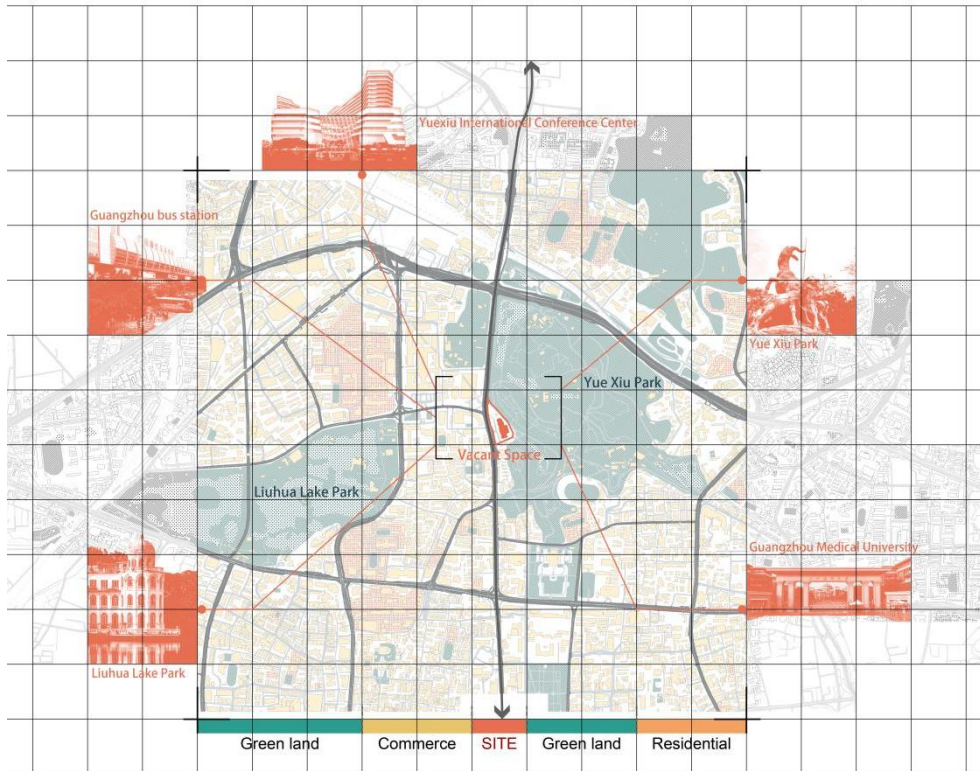 Yuexiu International Conference Center
Guangzhou bus station
Yue Xiu Park
Yue Xiu Park
Vacant Space
Liuhua Lake Park
Guangzhou Medical University
Liuhua Lake Park
Green land
Commerce
SITE
Green land
Residential